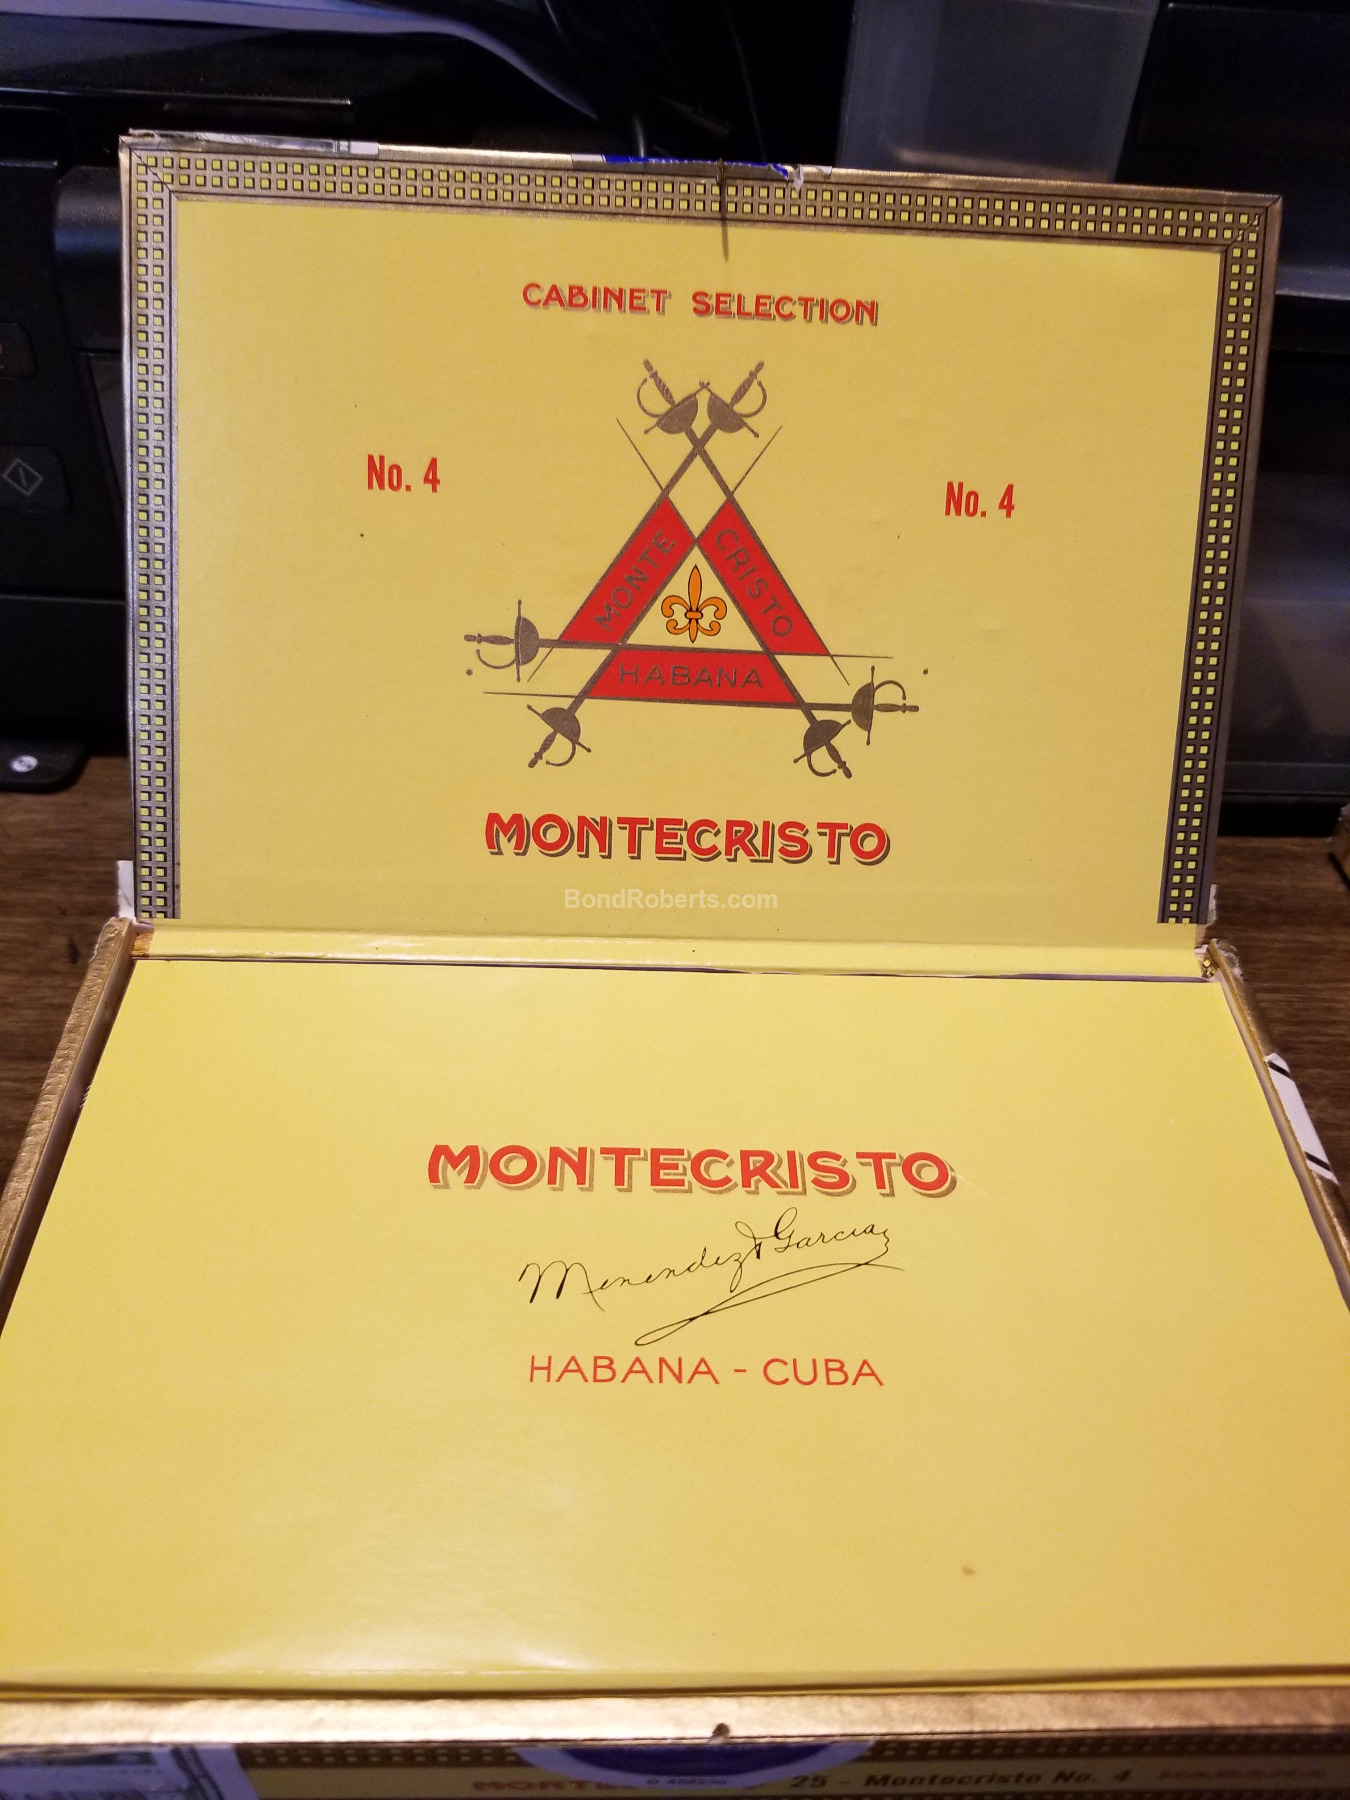 CABINET SELECTION
No. 4
No. 4
MONTE
CRISTO
HABANA
MONTECRISTO
BondRoberts.com
MONTECRISTO
Menendez y Garcia
HABANA - CUBA
25 - Montecristo No. 4
HABANA